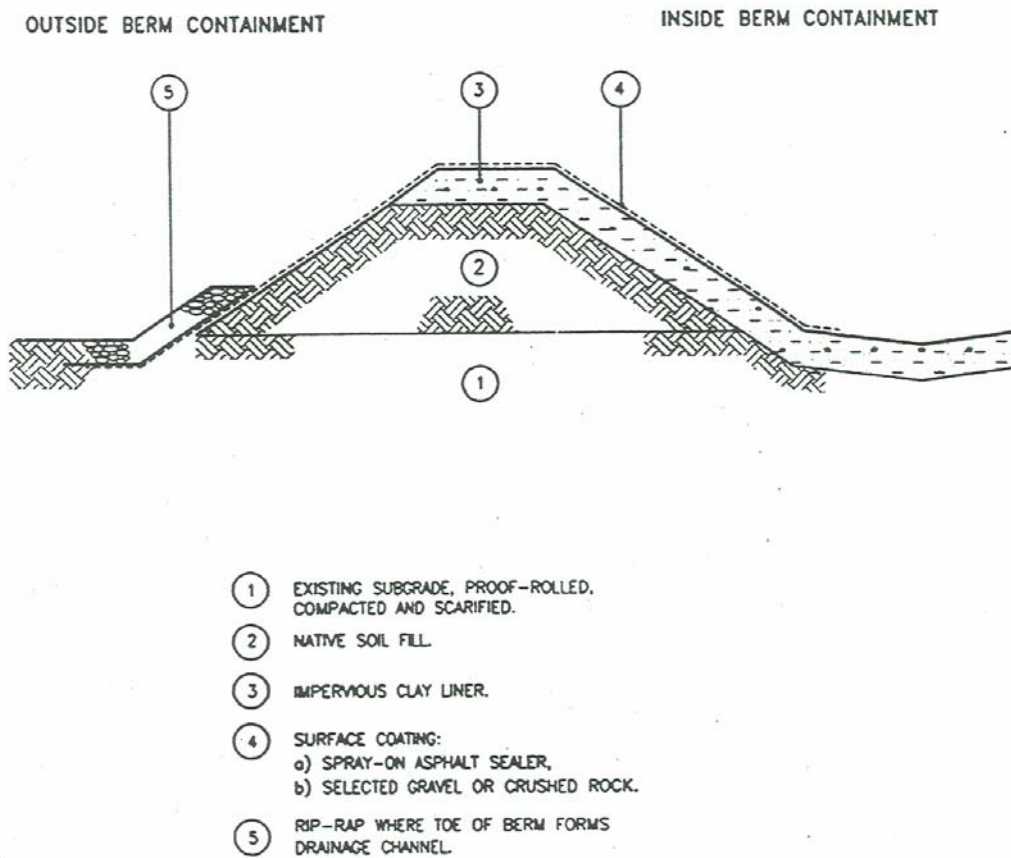 OUTSIDE BERM CONTAINMENT
INSIDE BERM CONTAINMENT
5
3
4
2
1
1 EXISTING SUBGRADE, PROOF-ROLLED,
COMPACTED AND SCARIFIED.
2 NATIVE SOIL FILL.
3 IMPERVIOUS CLAY LINER.
4 SURFACE COATING:
a) SPRAY-ON ASPHALT SEALER,
b) SELECTED GRAVEL OR CRUSHED ROCK.
5 RIP-RAP WHERE TOE OF BERM FORMS
DRAINAGE CHANNEL.